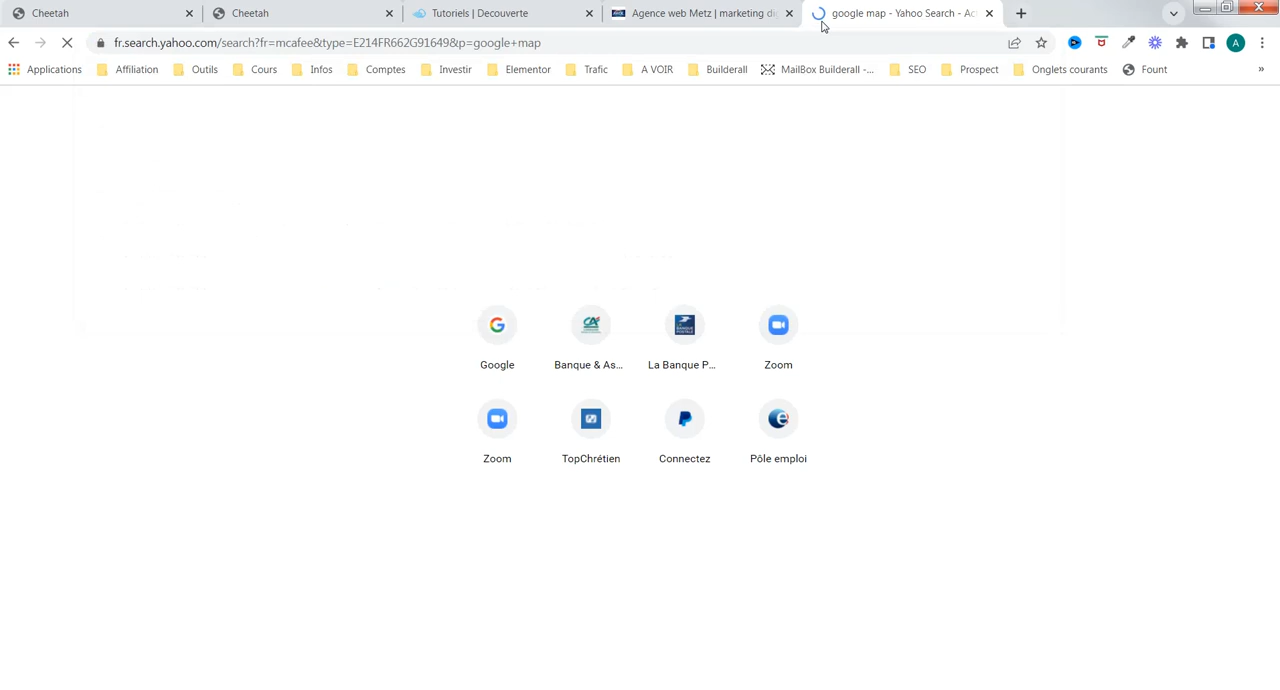 Cheetah
Cheetah
Tutoriels | Decouverte
Agence web Metz | marketing di
google map - Yahoo Search - Ac
fr.search.yahoo.com/search?fr=mcafee&type=E214FR662G91649&p=google+map
A
Applications
Affiliation
Outils
Cours
Infos
Comptes
Investir
Elementor
Trafic
A VOIR
Builderall
MailBox Builderall -...
SEO
Prospect
Onglets courants
Fount
»
Google
Banque & As...
La Banque P...
Zoom
Zoom
TopChrétien
Connectez
Pôle emploi